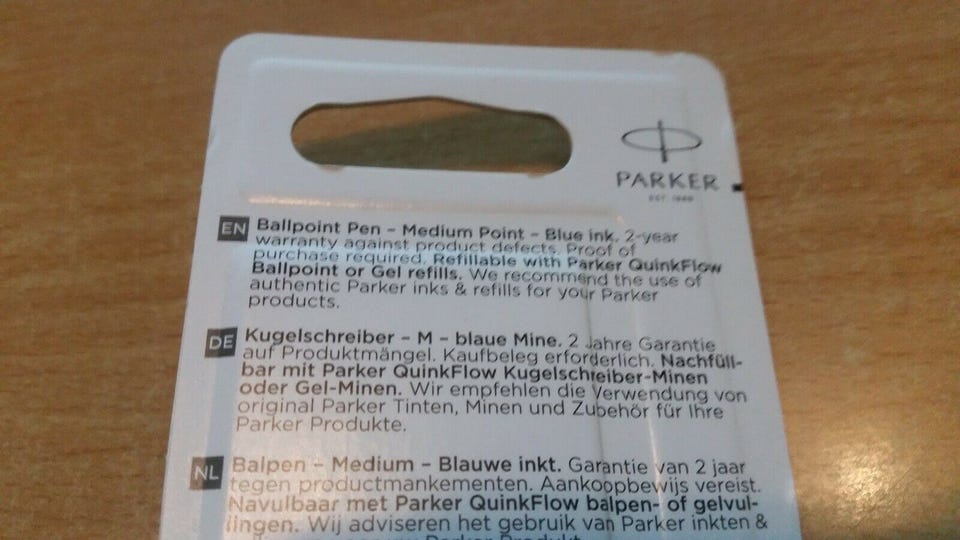 PARKER
EST. 1888
EN Ballpoint Pen – Medium Point – Blue ink. 2-year
warranty against product defects. Proof of
purchase required. Refillable with Parker QuinkFlow
Ballpoint or Gel refills. We recommend the use of
authentic Parker inks & refills for your Parker
products.
DE Kugelschreiber – M – blaue Mine. 2 Jahre Garantie
auf Produktmängel. Kaufbeleg erforderlich. Nachfüll-
bar mit Parker QuinkFlow Kugelschreiber-Minen
oder Gel-Minen. Wir empfehlen die Verwendung von
original Parker Tinten, Minen und Zubehör für Ihre
Parker Produkte.
NL Balpen – Medium – Blauwe inkt. Garantie van 2 jaar
tegen productmankementen. Aankoopbewijs vereist.
Navulbaar met Parker QuinkFlow balpen- of gelvul-
lingen. Wij adviseren het gebruik van Parker inkten &